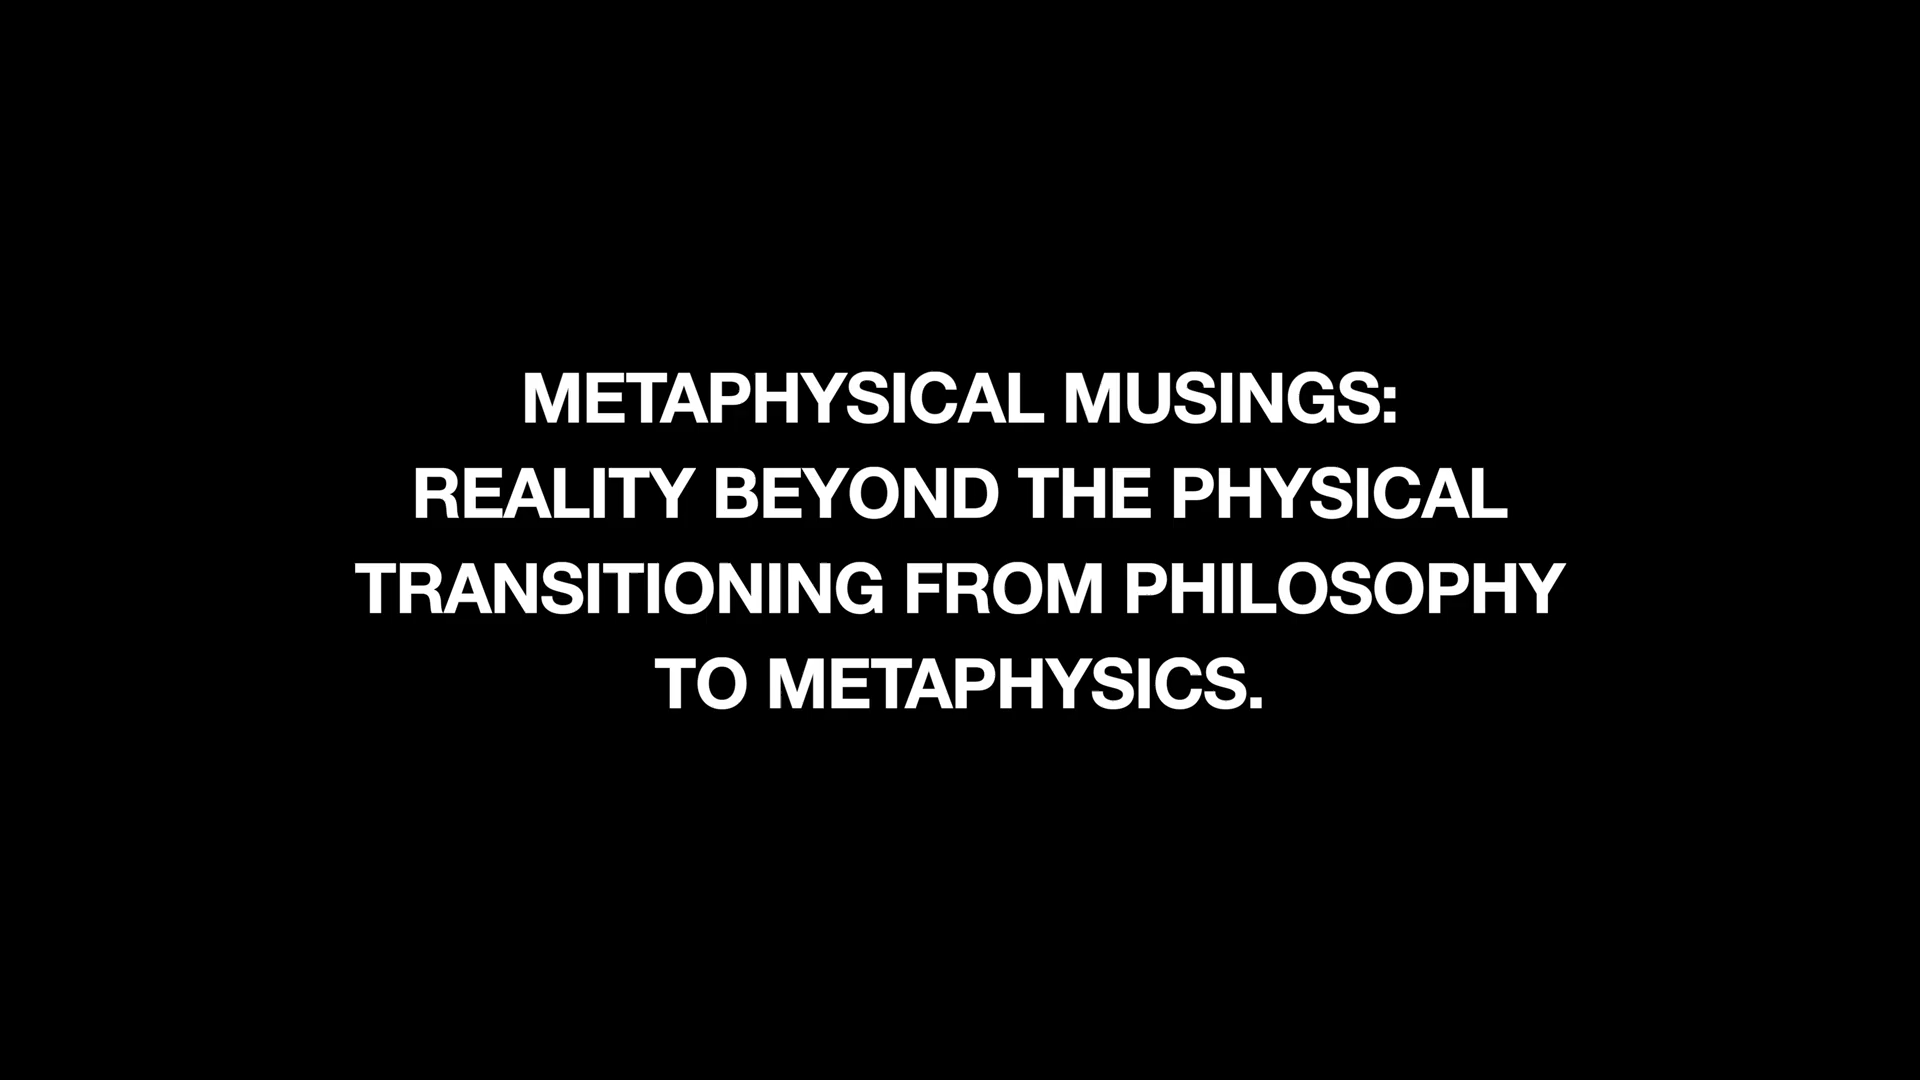 METAPHYSICAL MUSINGS:
REALITY BEYOND THE PHYSICAL
TRANSITIONING FROM PHILOSOPHY
TO METAPHYSICS.